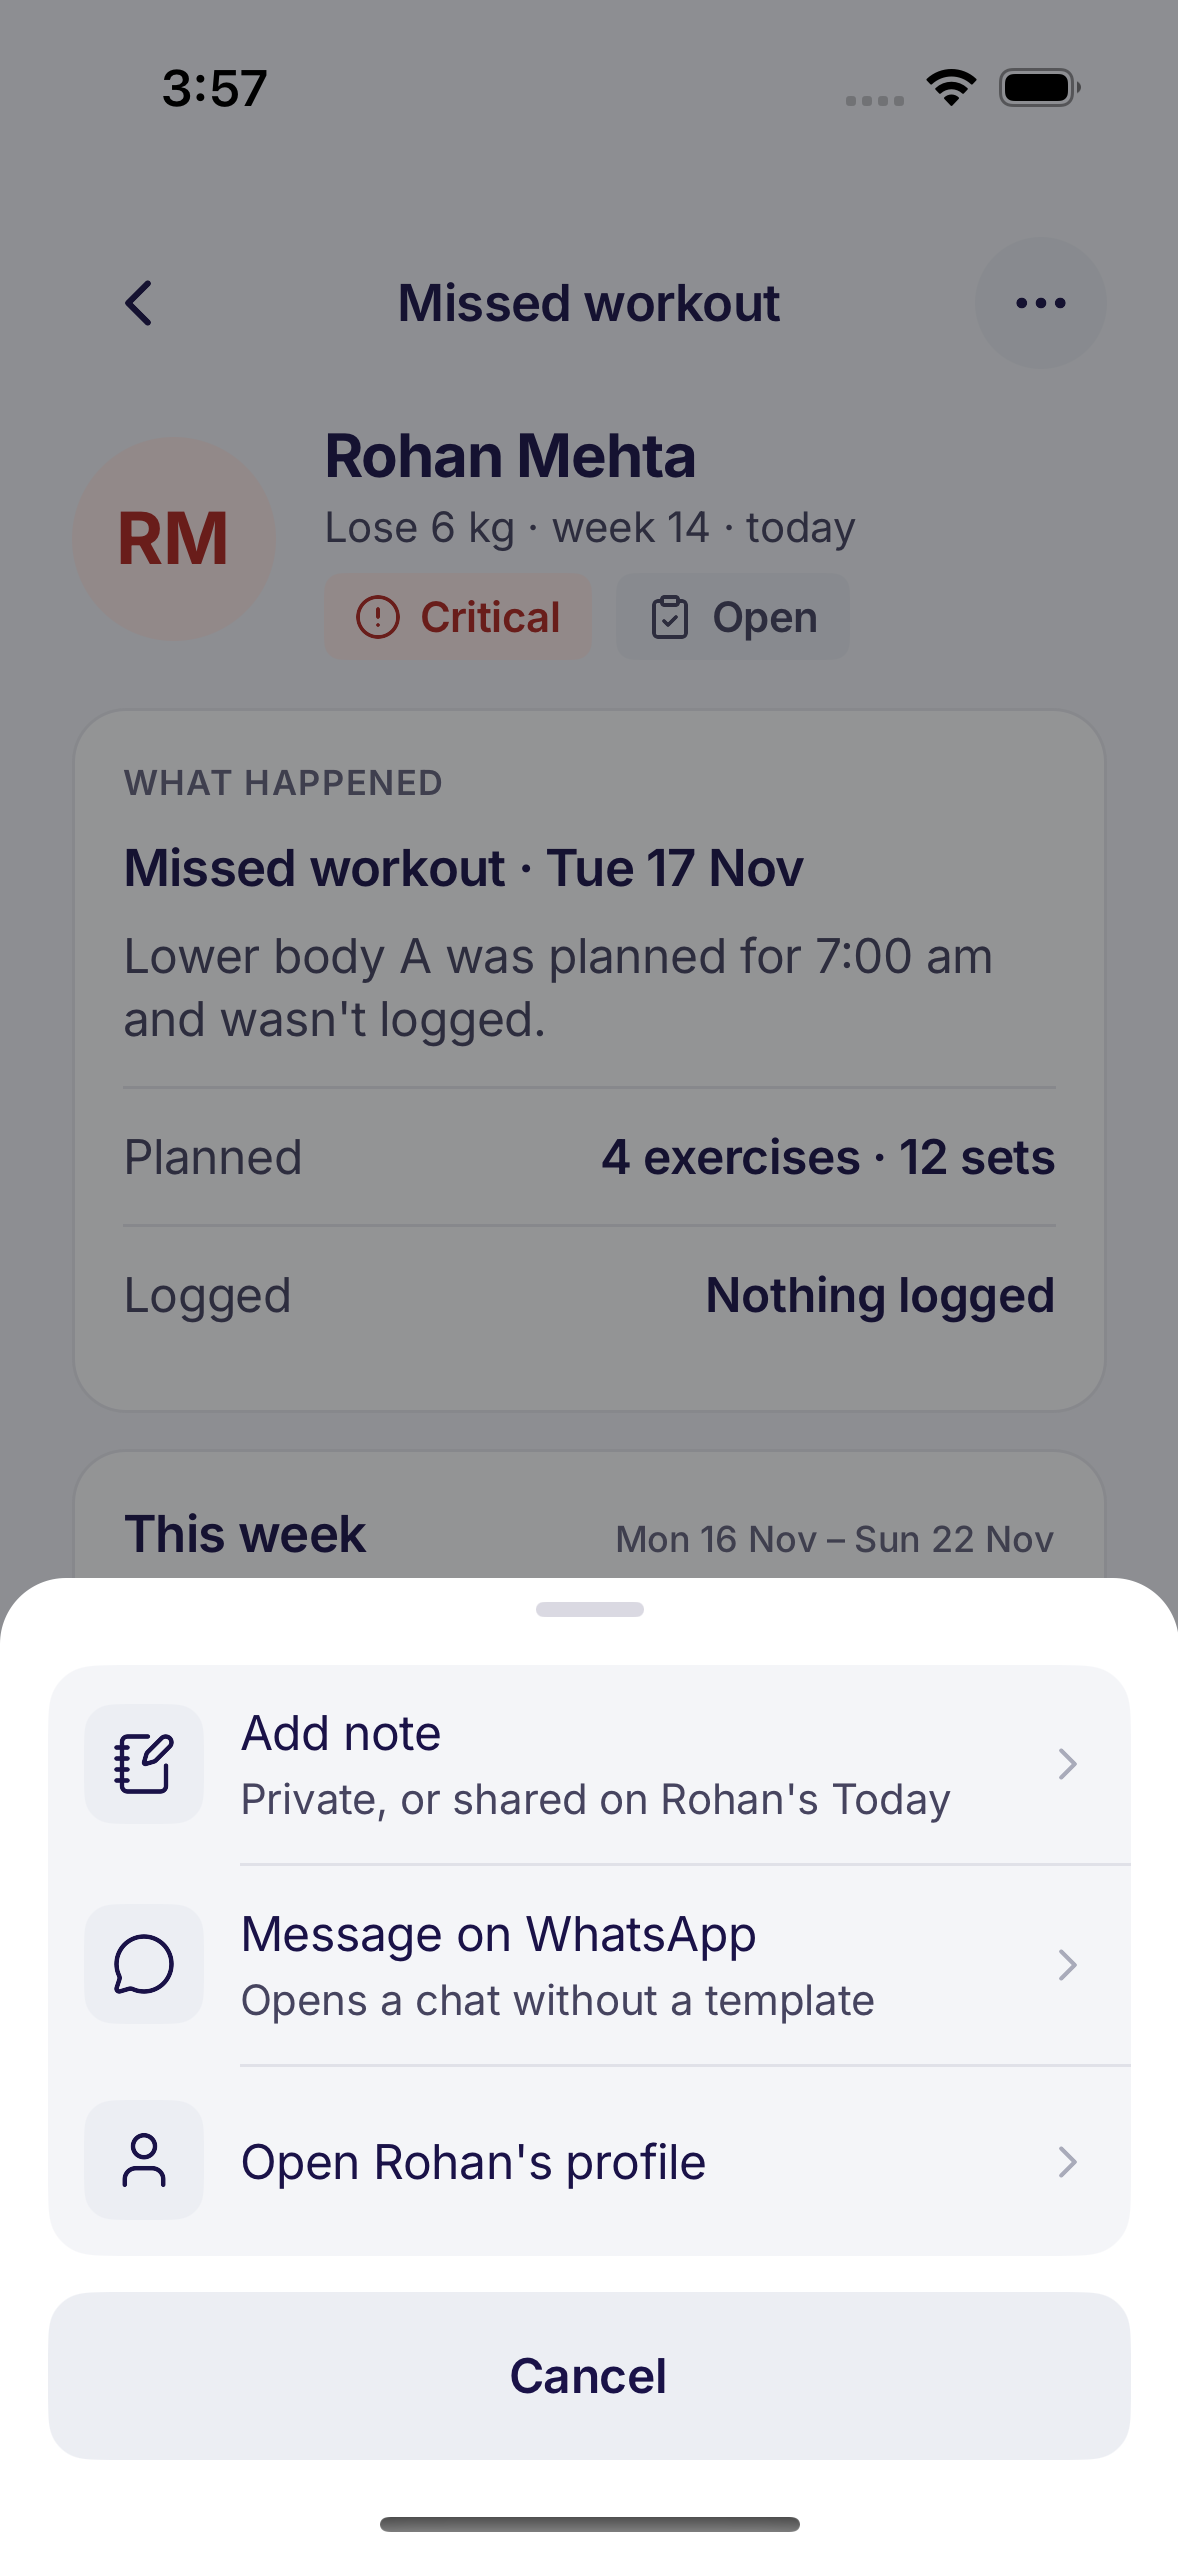 3:57
Missed workout
RM
Rohan Mehta
Lose 6 kg · week 14 · today
Critical
Open
WHAT HAPPENED
Missed workout · Tue 17 Nov
Lower body A was planned for 7:00 am
and wasn't logged.
Planned
4 exercises · 12 sets
Logged
Nothing logged
This week
Mon 16 Nov – Sun 22 Nov
Add note
Private, or shared on Rohan's Today
Message on WhatsApp
Opens a chat without a template
Open Rohan's profile
Cancel